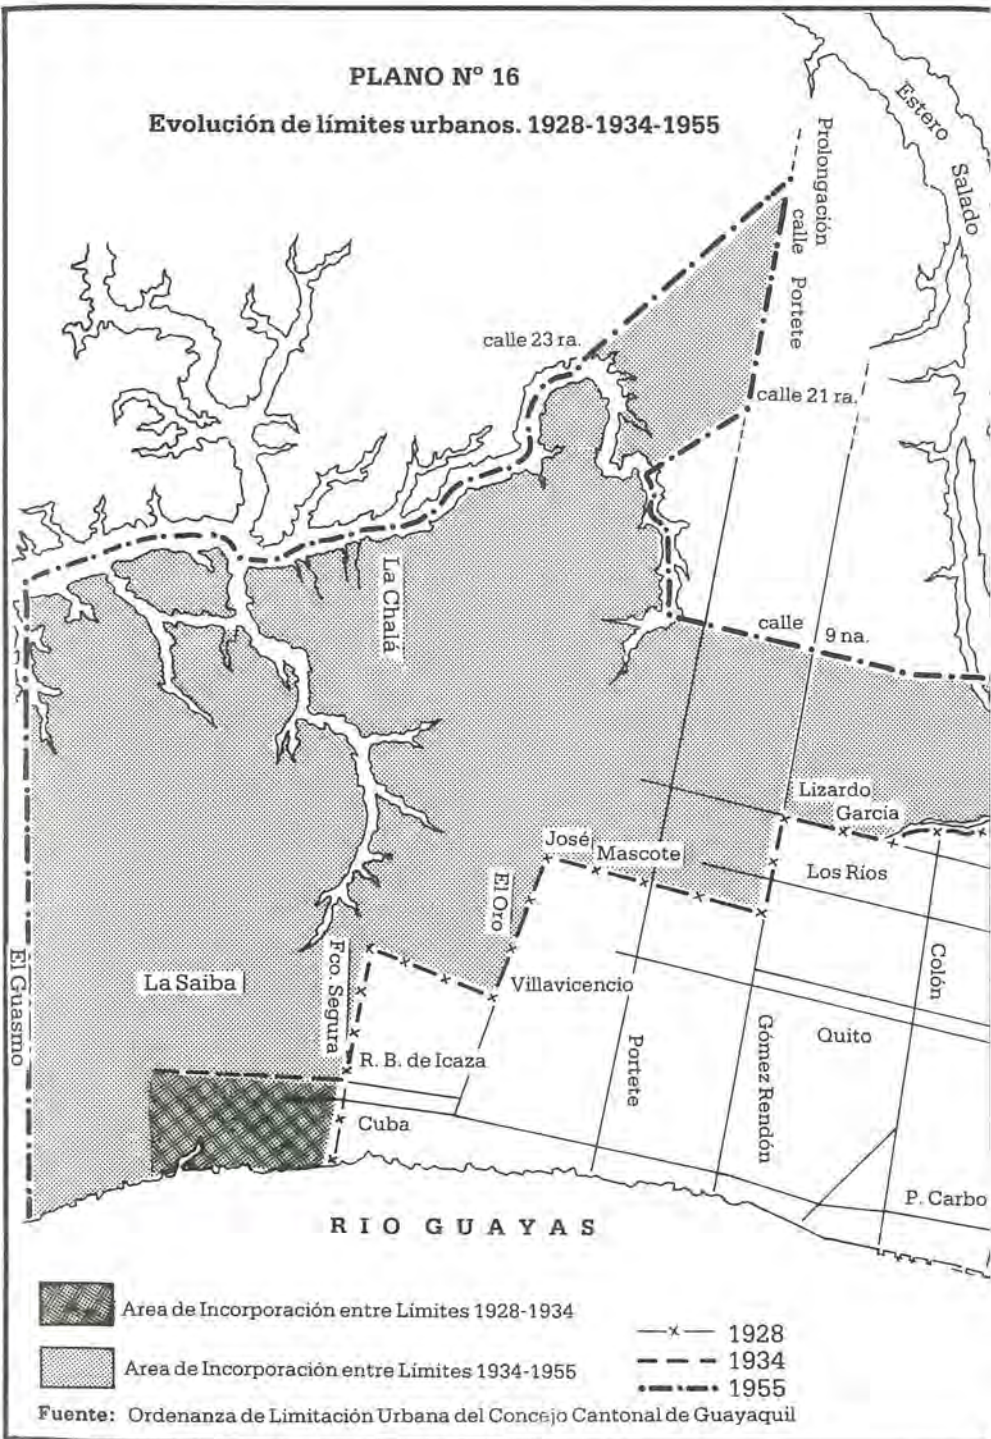 PLANO Nº 16
Evolución de límites urbanos. 1928-1934-1955
Estero
Salado
Prolongación
calle
Portete
calle 23 ra.
calle 21 ra.
La Chalá
calle
9 na.
Lizardo
García
José
Mascote
Los Ríos
El Oro
Colón
El Guasmo
La Saiba
Fco. Segura
Villavicencio
Quito
R. B. de Icaza
Portete
Gómez Rendón
Cuba
P. Carbo
RIO GUAYAS
Area de Incorporación entre Límites 1928-1934
Area de Incorporación entre Límites 1934-1955
1928
1934
1955
Fuente: Ordenanza de Limitación Urbana del Concejo Cantonal de Guayaquil